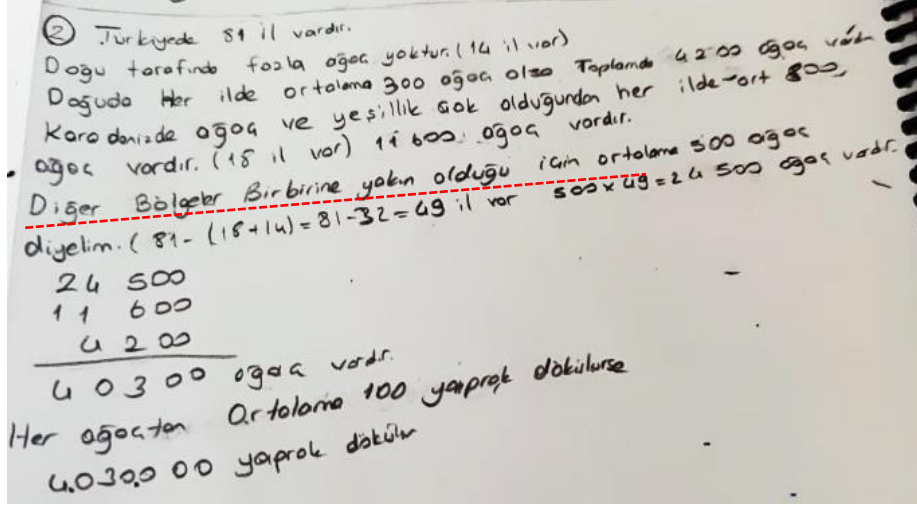 ② Türkiyede 81 il vardır.
Doğu tarafında fazla ağaç yoktur. (14 il var)
Doğuda Her ilde ortalama 300 ağaç olsa Toplamda 4200 ağaç vardır
Karadenizde ağaç ve yeşillik çok olduğundan her ilde ort 800
ağaç vardır. (18 il var) 11 600 ağaç vardır.
Diğer Bölgeler Birbirine yakın olduğu için ortalama 500 ağaç
diyelim. (81 - (18+14) = 81-32 = 49 il var 500 x 49 = 24 500 ağaç vardır.
24 500
11 600
4 200
40300 ağaç vardır.
Her ağaçtan Ortalama 100 yaprak dökülürse
4.030.000 yaprak dökülür